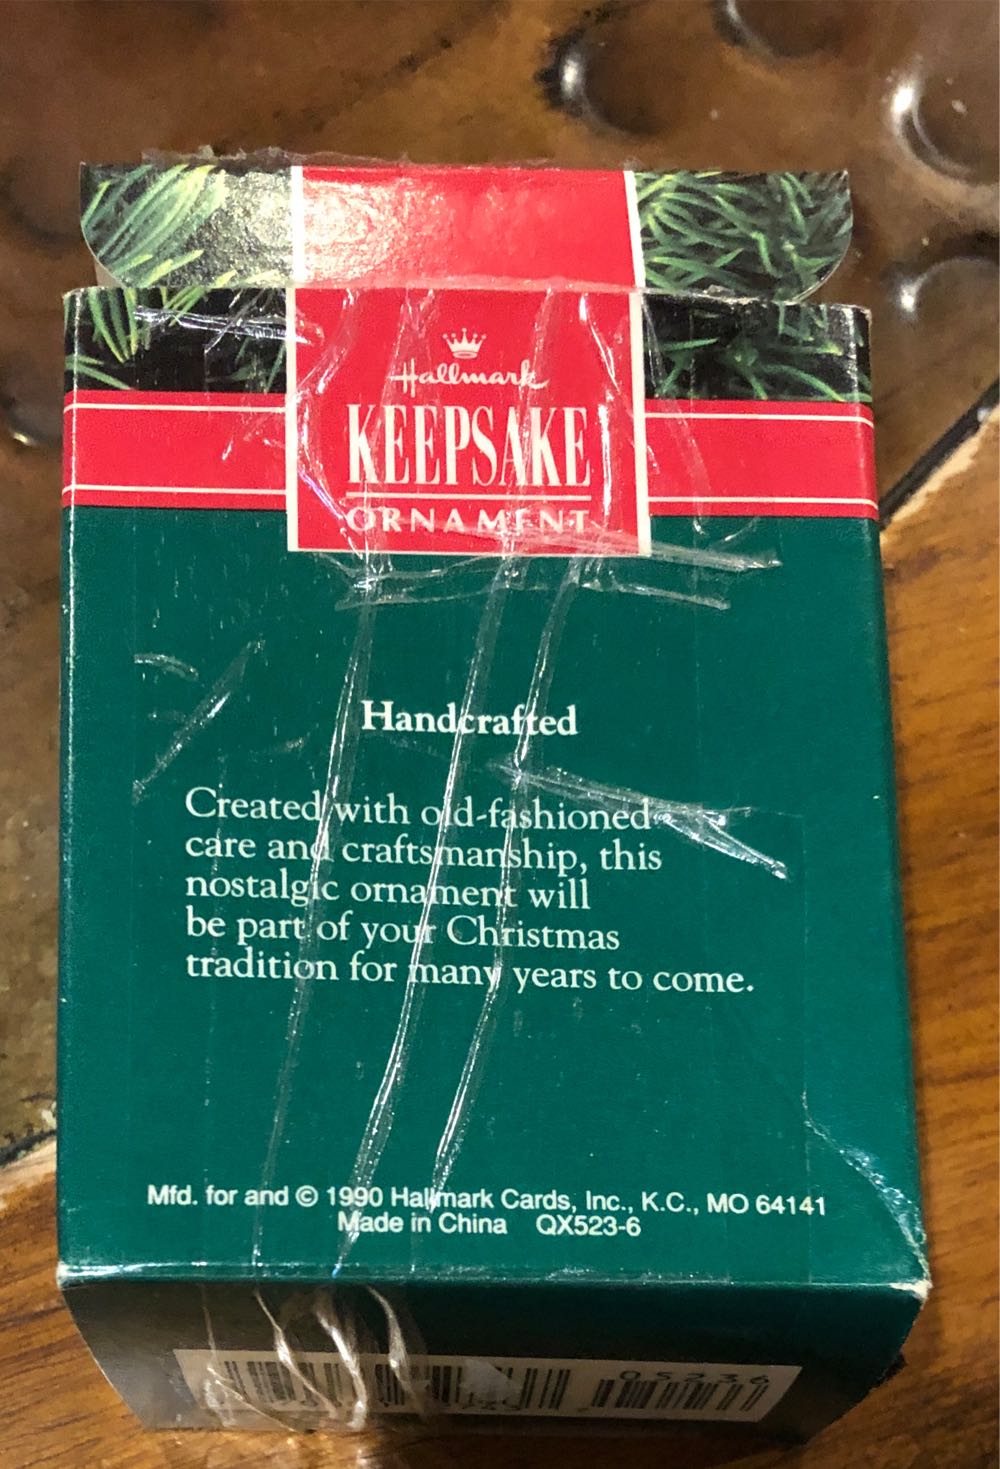 Hallmark
KEEPSAKE
ORNAMENT
Handcrafted
Created with old-fashioned
care and craftsmanship, this
nostalgic ornament will
be part of your Christmas
tradition for many years to come.
Mfd. for and © 1990 Hallmark Cards, Inc., K.C., MO 64141
Made in China QX523-6
05236